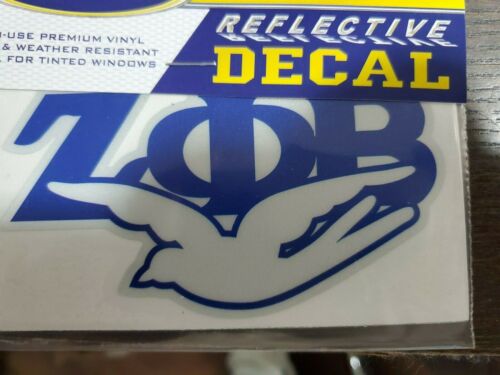 -USE PREMIUM VINYL
& WEATHER RESISTANT
FOR TINTED WINDOWS
REFLECTIVE
DECAL
ΖΦΒ